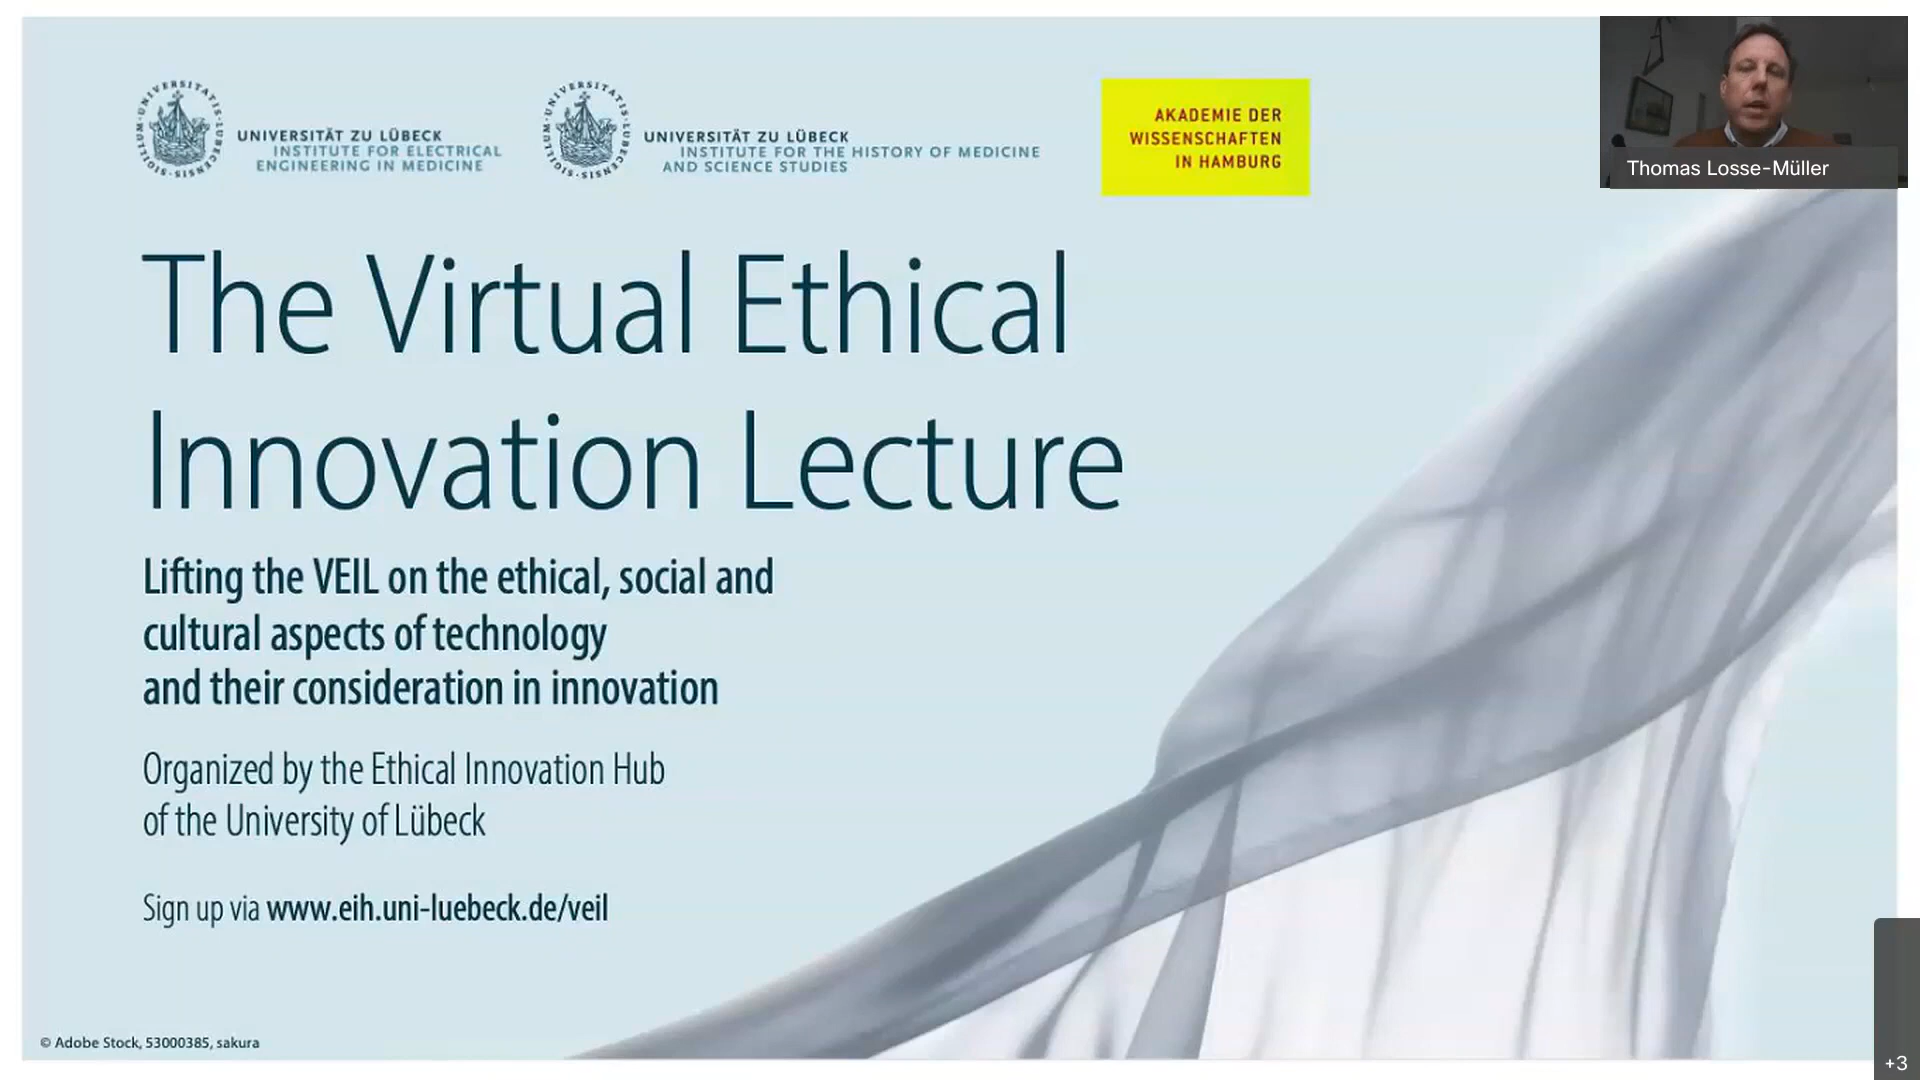 UNIVERSITÄT ZU LÜBECK
INSTITUTE FOR ELECTRICAL
ENGINEERING IN MEDICINE
UNIVERSITÄT ZU LÜBECK
INSTITUTE FOR THE HISTORY OF MEDICINE
AND SCIENCE STUDIES
AKADEMIE DER
WISSENSCHAFTEN
IN HAMBURG
Thomas Losse-Müller
The Virtual Ethical
Innovation Lecture
Lifting the VEIL on the ethical, social and
cultural aspects of technology
and their consideration in innovation
Organized by the Ethical Innovation Hub
of the University of Lübeck
Sign up via www.eih.uni-luebeck.de/veil
© Adobe Stock, 53000385, sakura
+3